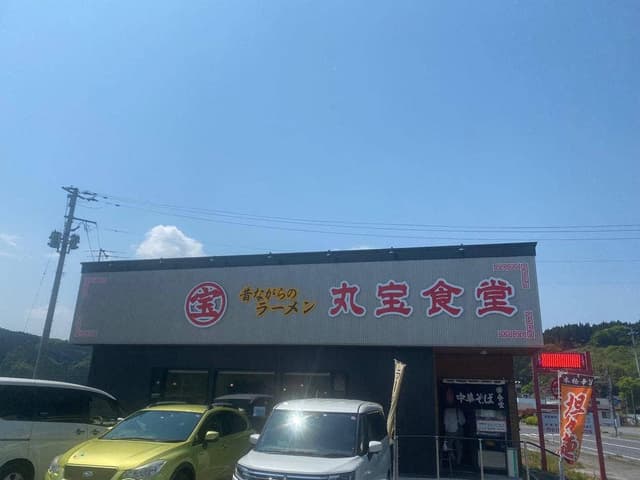 宝
昔ながらの
ラーメン
丸宝食堂
中華そば